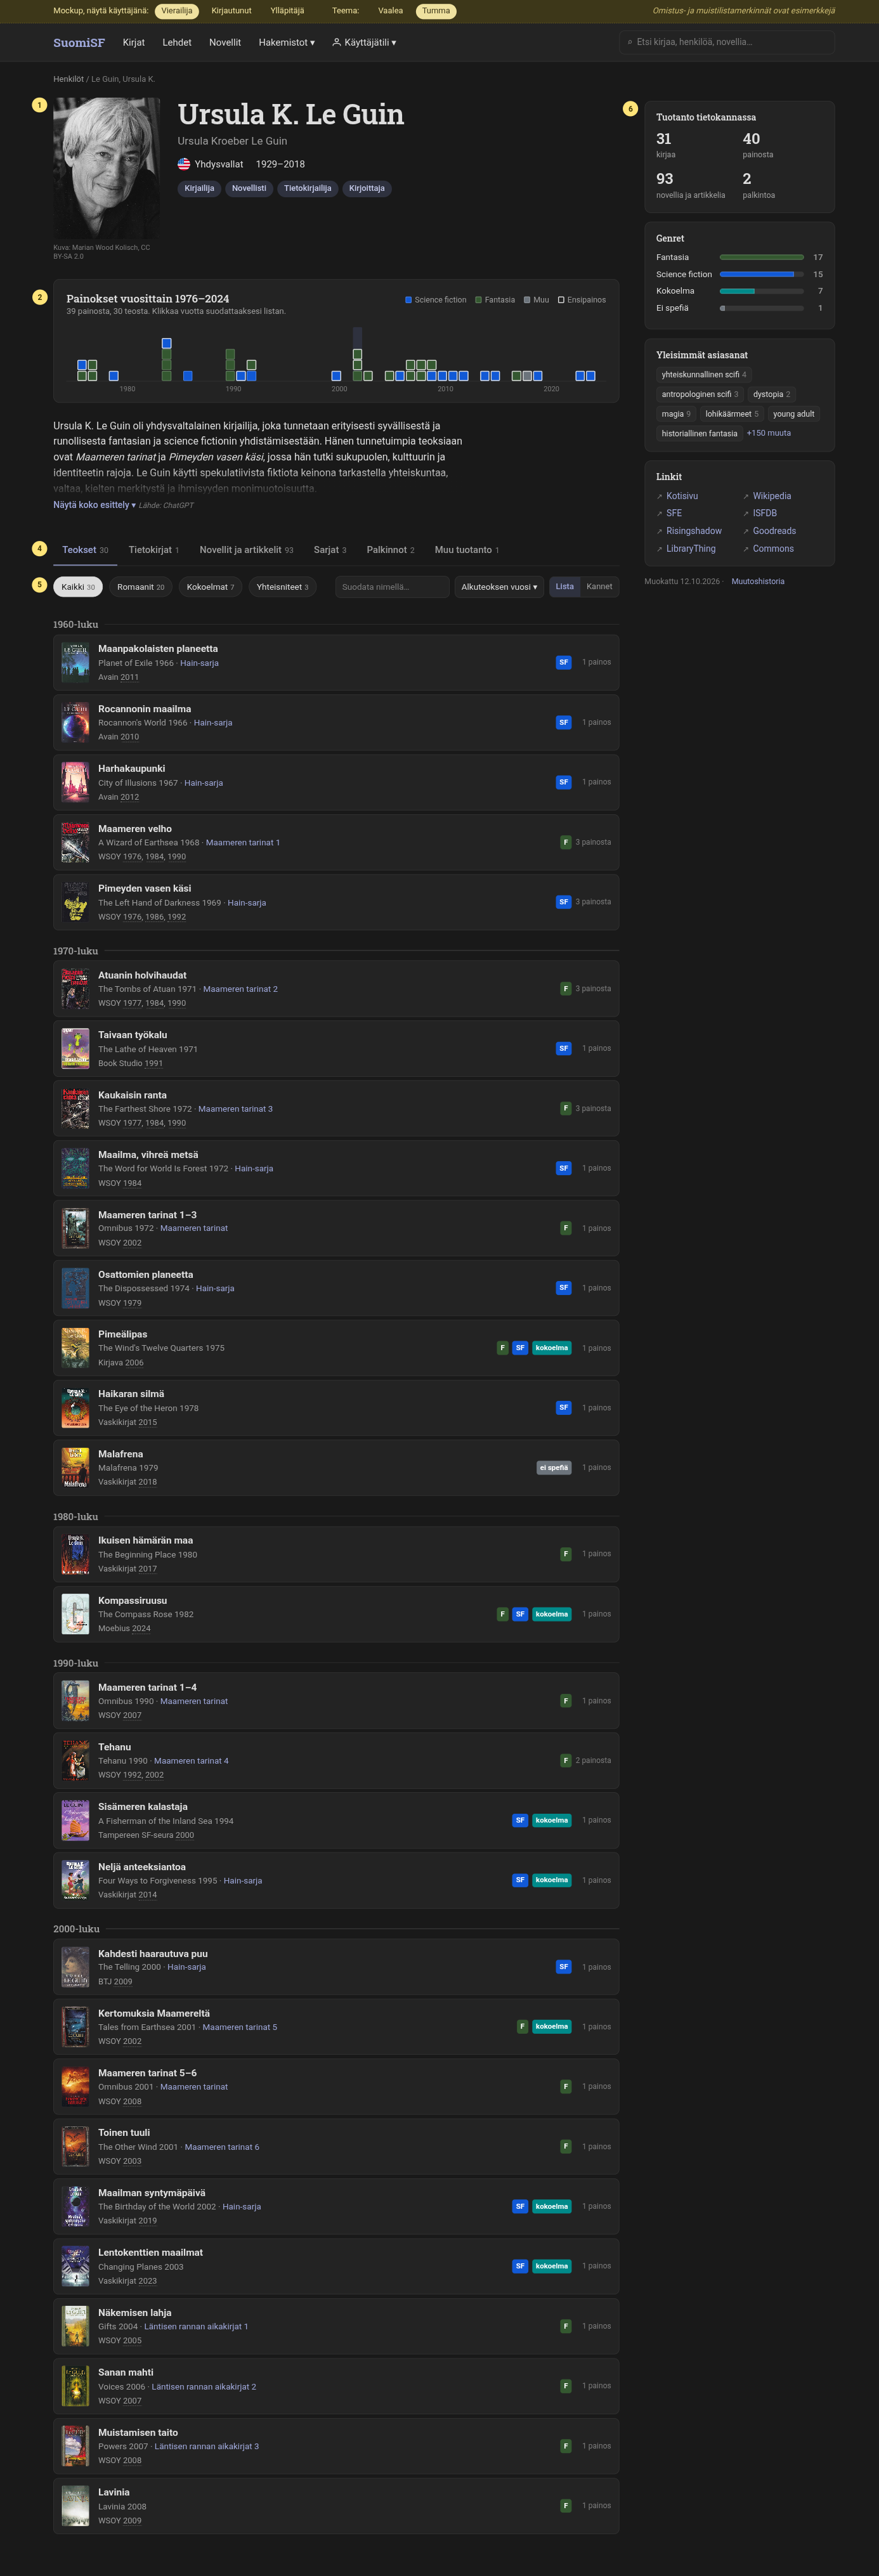 Mockup, näytä käyttäjänä: Vierailija Kirjautunut Ylläpitäjä Teema: Vaalea Tumma Omistus- ja muistilistamerkinnät ovat esimerkkejä
SuomiSF Kirjat Lehdet Novellit Hakemistot ▾ Käyttäjätili ▾ Etsi kirjaa, henkilöä, novellia…
Henkilöt / Le Guin, Ursula K.
1
Ursula K. Le Guin
Ursula Kroeber Le Guin
Yhdysvallat 1929–2018
Kirjailija Novellisti Tietokirjailija Kirjoittaja
Kuva: Marian Wood Kolisch, CC
BY-SA 2.0
2
Painokset vuosittain 1976–2024
Science fiction Fantasia Muu Ensipainos
39 painosta, 30 teosta. Klikkaa vuotta suodattaaksesi listan.
1980 1990 2000 2010 2020
Ursula K. Le Guin oli yhdysvaltalainen kirjailija, joka tunnetaan erityisesti syvällisestä ja
runollisesta fantasian ja science fictionin yhdistämisestään. Hänen tunnetuimpia teoksiaan
ovat Maameren tarinat ja Pimeyden vasen käsi, jossa hän tutki sukupuolen, kulttuurin ja
identiteetin rajoja. Le Guin käytti spekulatiivista fiktiota keinona tarkastella yhteiskuntaa,
valtaa, kielten merkitystä ja ihmisyyden monimuotoisuutta.
Näytä koko esittely ▾ Lähde: ChatGPT
4
Teokset 30 Tietokirjat 1 Novellit ja artikkelit 93 Sarjat 3 Palkinnot 2 Muu tuotanto 1
5
Kaikki 30 Romaanit 20 Kokoelmat 7 Yhteisniteet 3 Suodata nimellä… Alkuteoksen vuosi ▾ Lista Kannet
1960-luku
Maanpakolaisten planeetta
Planet of Exile 1966 · Hain-sarja SF 1 painos
Avain 2011
Rocannonin maailma
Rocannon's World 1966 · Hain-sarja SF 1 painos
Avain 2010
Harhakaupunki
City of Illusions 1967 · Hain-sarja SF 1 painos
Avain 2012
Maameren velho
A Wizard of Earthsea 1968 · Maameren tarinat 1 F 3 painosta
WSOY 1976, 1984, 1990
Pimeyden vasen käsi
The Left Hand of Darkness 1969 · Hain-sarja SF 3 painosta
WSOY 1976, 1986, 1992
1970-luku
Atuanin holvihaudat
The Tombs of Atuan 1971 · Maameren tarinat 2 F 3 painosta
WSOY 1977, 1984, 1990
Taivaan työkalu
The Lathe of Heaven 1971 SF 1 painos
Book Studio 1991
Kaukaisin ranta
The Farthest Shore 1972 · Maameren tarinat 3 F 3 painosta
WSOY 1977, 1984, 1990
Maailma, vihreä metsä
The Word for World Is Forest 1972 · Hain-sarja SF 1 painos
WSOY 1984
Maameren tarinat 1–3
Omnibus 1972 · Maameren tarinat F 1 painos
WSOY 2002
Osattomien planeetta
The Dispossessed 1974 · Hain-sarja SF 1 painos
WSOY 1979
Pimeälipas
The Wind's Twelve Quarters 1975 F SF kokoelma 1 painos
Kirjava 2006
Haikaran silmä
The Eye of the Heron 1978 SF 1 painos
Vaskikirjat 2015
Malafrena
Malafrena 1979 ei spefiä 1 painos
Vaskikirjat 2018
1980-luku
Ikuisen hämärän maa
The Beginning Place 1980 F 1 painos
Vaskikirjat 2017
Kompassiruusu
The Compass Rose 1982 F SF kokoelma 1 painos
Moebius 2024
1990-luku
Maameren tarinat 1–4
Omnibus 1990 · Maameren tarinat F 1 painos
WSOY 2007
Tehanu
Tehanu 1990 · Maameren tarinat 4 F 2 painosta
WSOY 1992, 2002
Sisämeren kalastaja
A Fisherman of the Inland Sea 1994 SF kokoelma 1 painos
Tampereen SF-seura 2000
Neljä anteeksiantoa
Four Ways to Forgiveness 1995 · Hain-sarja SF kokoelma 1 painos
Vaskikirjat 2014
2000-luku
Kahdesti haarautuva puu
The Telling 2000 · Hain-sarja SF 1 painos
BTJ 2009
Kertomuksia Maamereltä
Tales from Earthsea 2001 · Maameren tarinat 5 F kokoelma 1 painos
WSOY 2002
Maameren tarinat 5–6
Omnibus 2001 · Maameren tarinat F 1 painos
WSOY 2008
Toinen tuuli
The Other Wind 2001 · Maameren tarinat 6 F 1 painos
WSOY 2003
Maailman syntymäpäivä
The Birthday of the World 2002 · Hain-sarja SF kokoelma 1 painos
Vaskikirjat 2019
Lentokenttien maailmat
Changing Planes 2003 SF kokoelma 1 painos
Vaskikirjat 2023
Näkemisen lahja
Gifts 2004 · Läntisen rannan aikakirjat 1 F 1 painos
WSOY 2005
Sanan mahti
Voices 2006 · Läntisen rannan aikakirjat 2 F 1 painos
WSOY 2007
Muistamisen taito
Powers 2007 · Läntisen rannan aikakirjat 3 F 1 painos
WSOY 2008
Lavinia
Lavinia 2008 F 1 painos
WSOY 2009
6
Tuotanto tietokannassa
31 40
kirjaa painosta
93 2
novellia ja artikkelia palkintoa
Genret
Fantasia 17
Science fiction 15
Kokoelma 7
Ei spefiä 1
Yleisimmät asiasanat
yhteiskunnallinen scifi 4
antropologinen scifi 3 dystopia 2
magia 9 lohikäärmeet 5 young adult
historiallinen fantasia +150 muuta
Linkit
↗ Kotisivu ↗ Wikipedia
↗ SFE ↗ ISFDB
↗ Risingshadow ↗ Goodreads
↗ LibraryThing ↗ Commons
Muokattu 12.10.2026 · Muutoshistoria